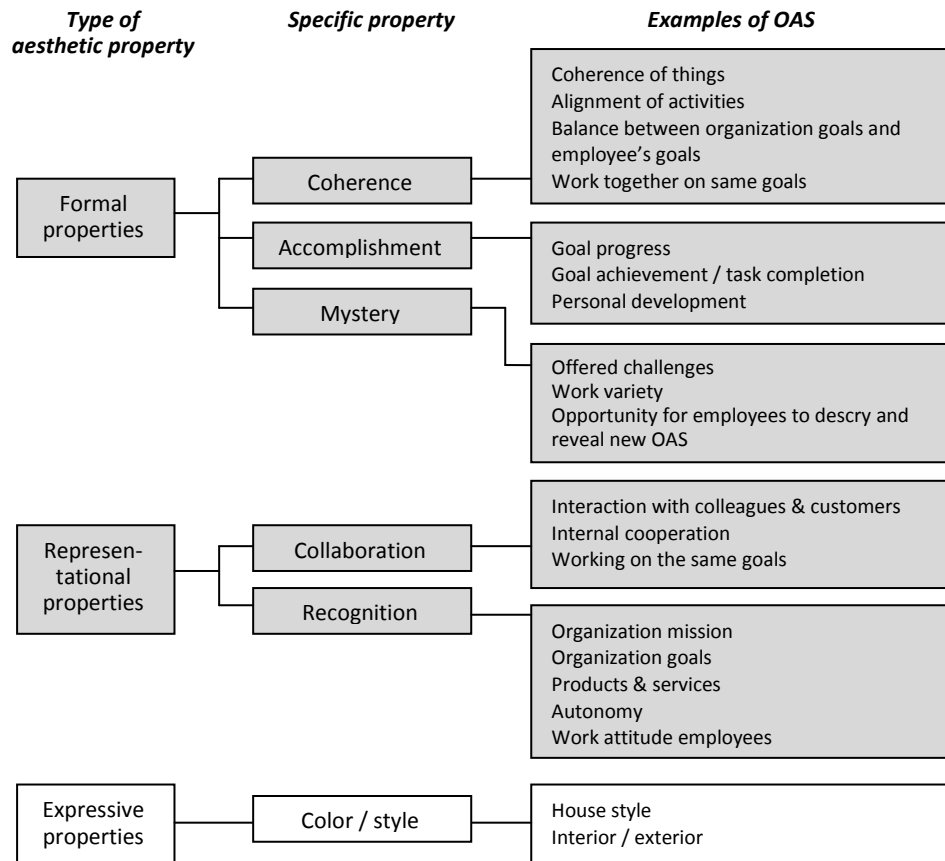 Type of
aesthetic property
Specific property
Examples of OAS
Formal
properties
Coherence
Coherence of things
Alignment of activities
Balance between organization goals and
employee's goals
Work together on same goals
Accomplishment
Goal progress
Goal achievement / task completion
Personal development
Mystery
Offered challenges
Work variety
Opportunity for employees to descry and
reveal new OAS
Represen-
tational
properties
Collaboration
Interaction with colleagues & customers
Internal cooperation
Working on the same goals
Recognition
Organization mission
Organization goals
Products & services
Autonomy
Work attitude employees
Expressive
properties
Color / style
House style
Interior / exterior